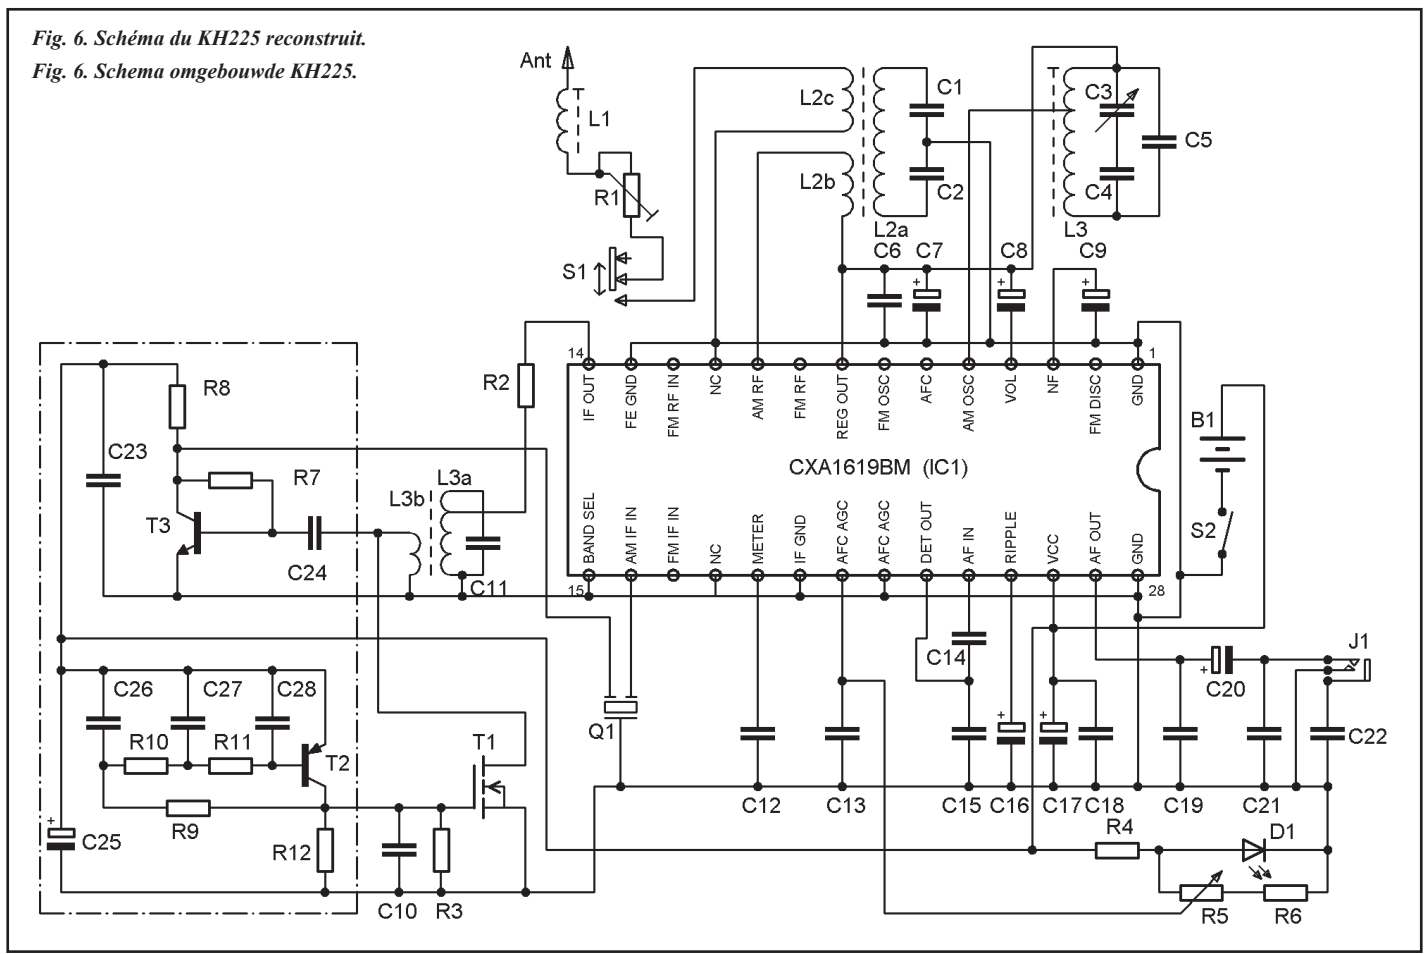 Fig. 6. Schéma du KH225 reconstruit.
Fig. 6. Schema omgebouwde KH225.
Ant
L1
R1
S1
L2c
L2b
L2a
C1
C2
L3
C3
C4
C5
C6
C7
+
C8
+
C9
+
R2
14
1
IF OUT
FE GND
FM RF IN
NC
AM RF
FM RF
REG OUT
FM OSC
AFC
AM OSC
VOL
NF
FM DISC
GND
CXA1619BM (IC1)
BAND SEL
AM IF IN
FM IF IN
NC
METER
IF GND
AFC AGC
AFC AGC
DET OUT
AF IN
RIPPLE
VCC
AF OUT
GND
15
28
B1
S2
R8
C23
R7
T3
C24
L3b
L3a
C11
C14
C20
+
J1
C26
C27
C28
R10
R11
T2
T1
Q1
R9
C25
+
R12
C10
R3
C12
C13
C15
C16
+
C17
+
C18
C19
C21
C22
R4
D1
R5
R6